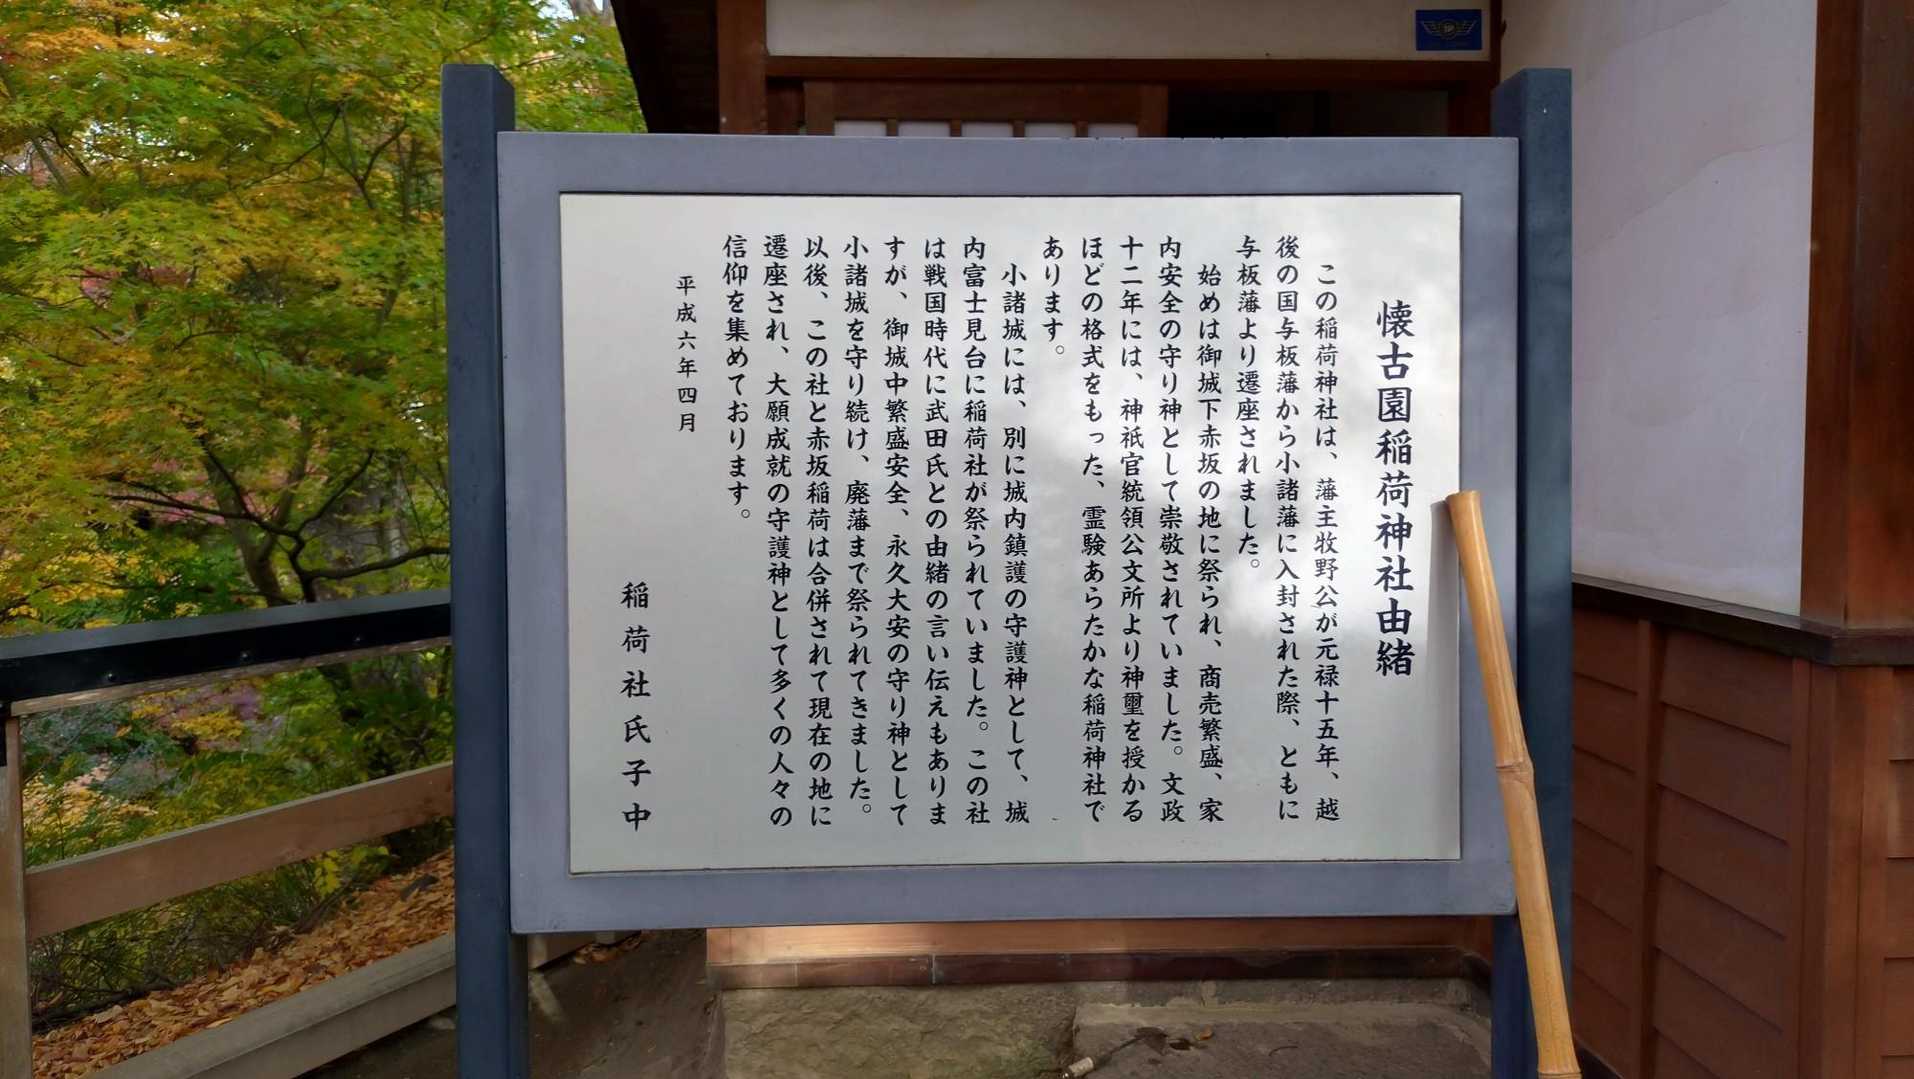 懐古園稲荷神社由緒
この稲荷神社は、藩主牧野公が元禄十五年、越
後の国与板藩から小諸藩に入封された際、ともに
与板藩より遷座されました。
始めは御城下赤坂の地に祭られ、商売繁盛、家
内安全の守り神として崇敬されていました。文政
十二年には、神祇官統領公文所より神璽を授かる
ほどの格式をもった、霊験あらたかな稲荷神社で
あります。
小諸城には、別に城内鎮護の守護神として、城
内富士見台に稲荷社が祭られていました。この社
は戦国時代に武田氏との由緒の言い伝えもありま
すが、御城中繁盛安全、永久大安の守り神として
小諸城を守り続け、廃藩まで祭られてきました。
以後、この社と赤坂稲荷は合併されて現在の地に
遷座され、大願成就の守護神として多くの人々の
信仰を集めております。
平成六年四月
稲荷社氏子中